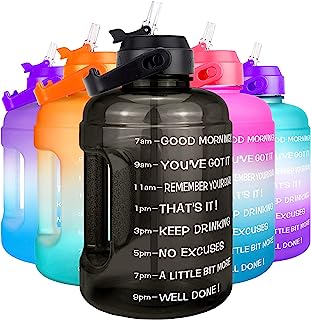 7am- GOOD MORNING
9am- YOU'VE GOT IT
11am- REMEMBER YOUR GOAL
1pm- THAT'S IT!
3pm- KEEP DRINKING
5pm- NO EXCUSES
7pm- A LITTLE BIT MORE
9pm- WELL DONE!